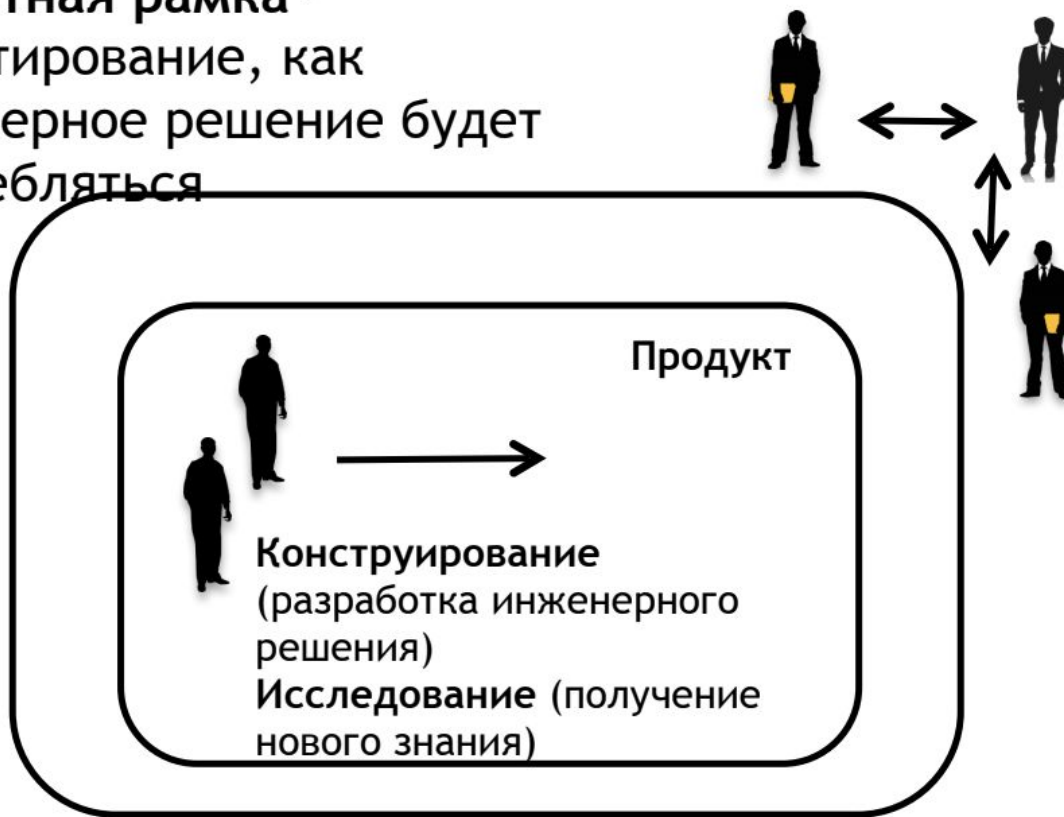 тная рамка
тирование, как
ерное решение будет
ебляться
Продукт
Конструирование
(разработка инженерного
решения)
Исследование (получение
нового знания)